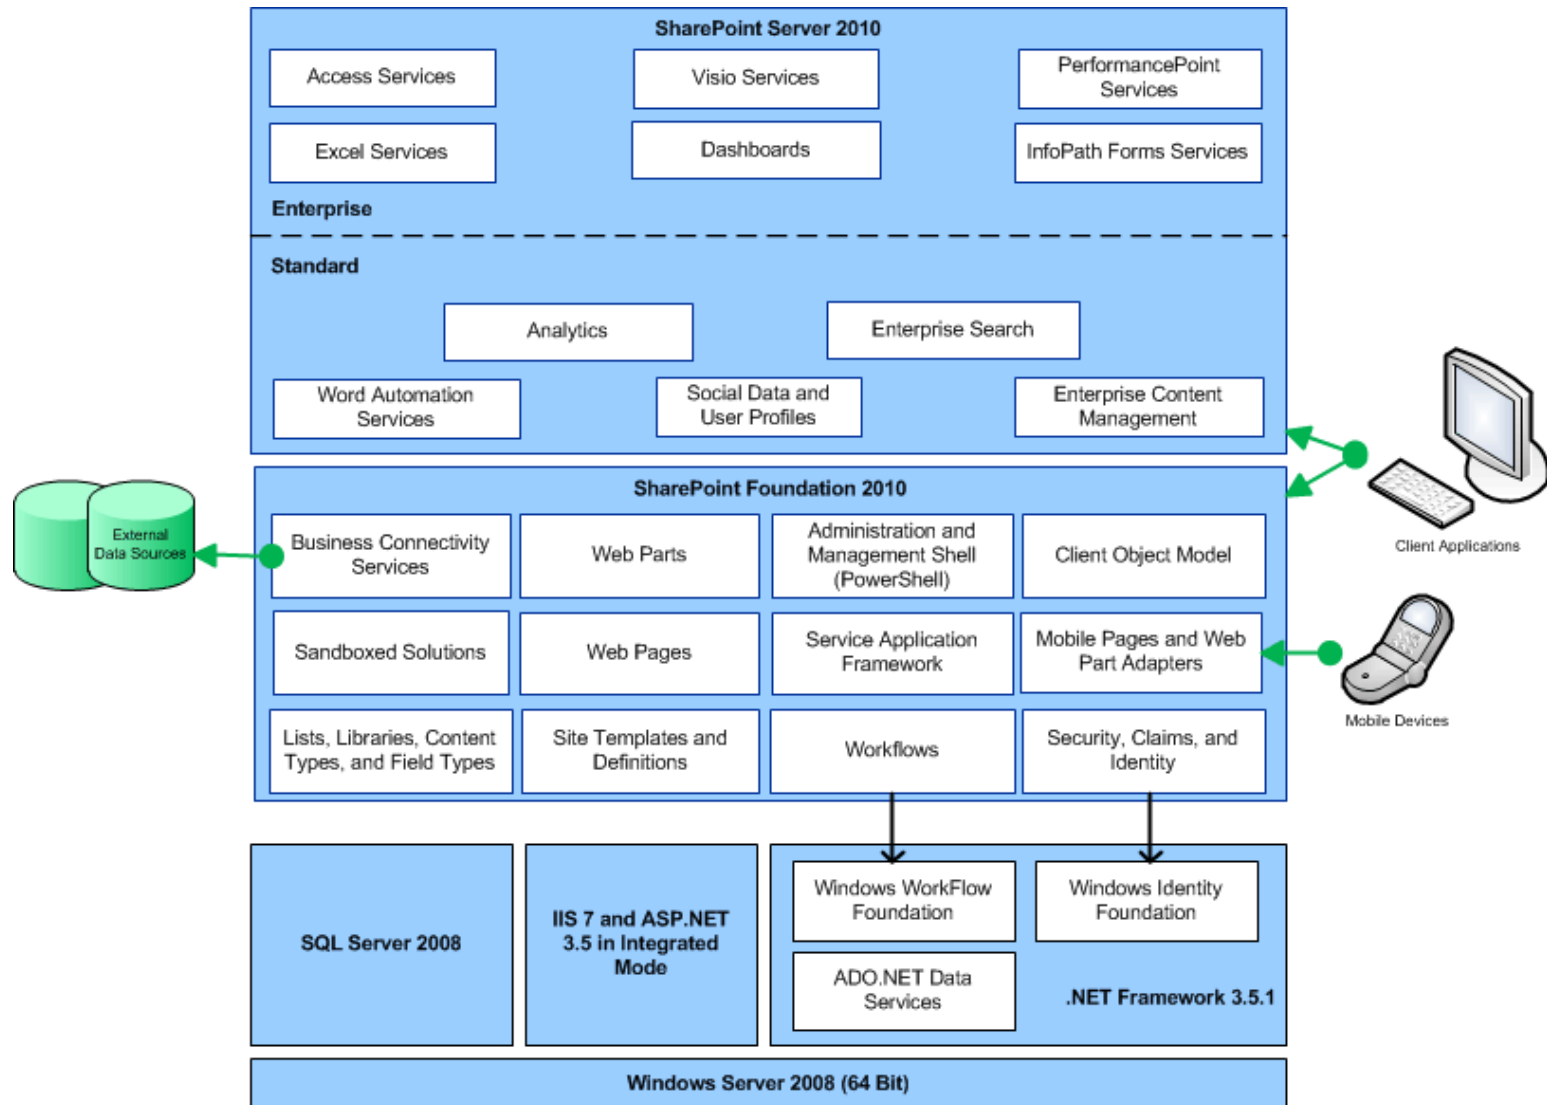 SharePoint Server 2010
Access Services
Visio Services
PerformancePoint
Services
Excel Services
Dashboards
InfoPath Forms Services
Enterprise
Standard
Analytics
Enterprise Search
Word Automation
Services
Social Data and
User Profiles
Enterprise Content
Management
SharePoint Foundation 2010
Business Connectivity
Services
Web Parts
Administration and
Management Shell
(PowerShell)
Client Object Model
Sandboxed Solutions
Web Pages
Service Application
Framework
Mobile Pages and Web
Part Adapters
Lists, Libraries, Content
Types, and Field Types
Site Templates and
Definitions
Workflows
Security, Claims, and
Identity
External
Data Sources
Client Applications
Mobile Devices
SQL Server 2008
IIS 7 and ASP.NET
3.5 in Integrated
Mode
Windows WorkFlow
Foundation
Windows Identity
Foundation
ADO.NET Data
Services
.NET Framework 3.5.1
Windows Server 2008 (64 Bit)